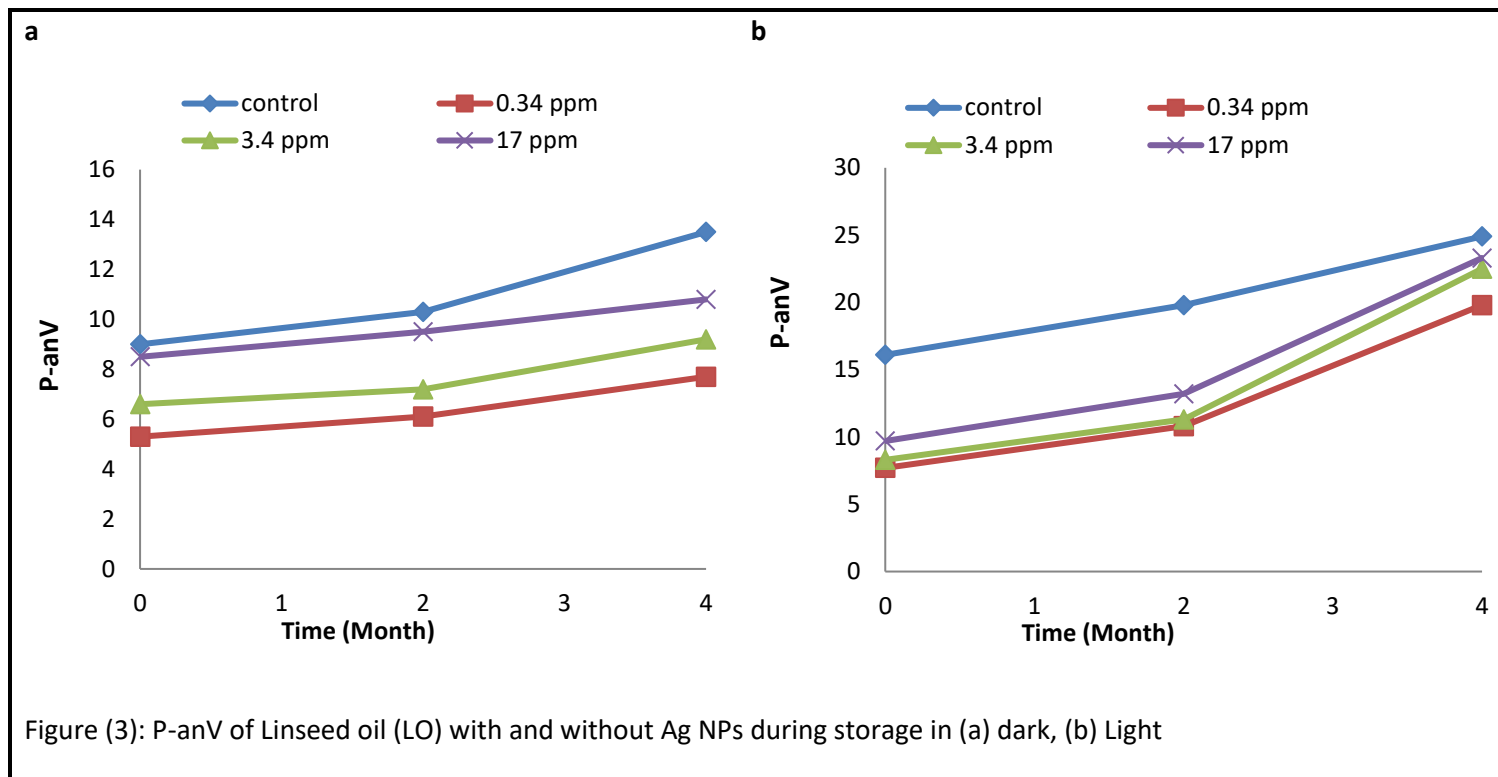 a
control
0.34 ppm
3.4 ppm
17 ppm
16
14
12
10
8
6
4
2
0
P-anV
0 1 2 3 4
Time (Month)
b
control
0.34 ppm
3.4 ppm
17 ppm
30
25
20
15
10
5
0
P-anV
0 1 2 3 4
Time (Month)
Figure (3): P-anV of Linseed oil (LO) with and without Ag NPs during storage in (a) dark, (b) Light